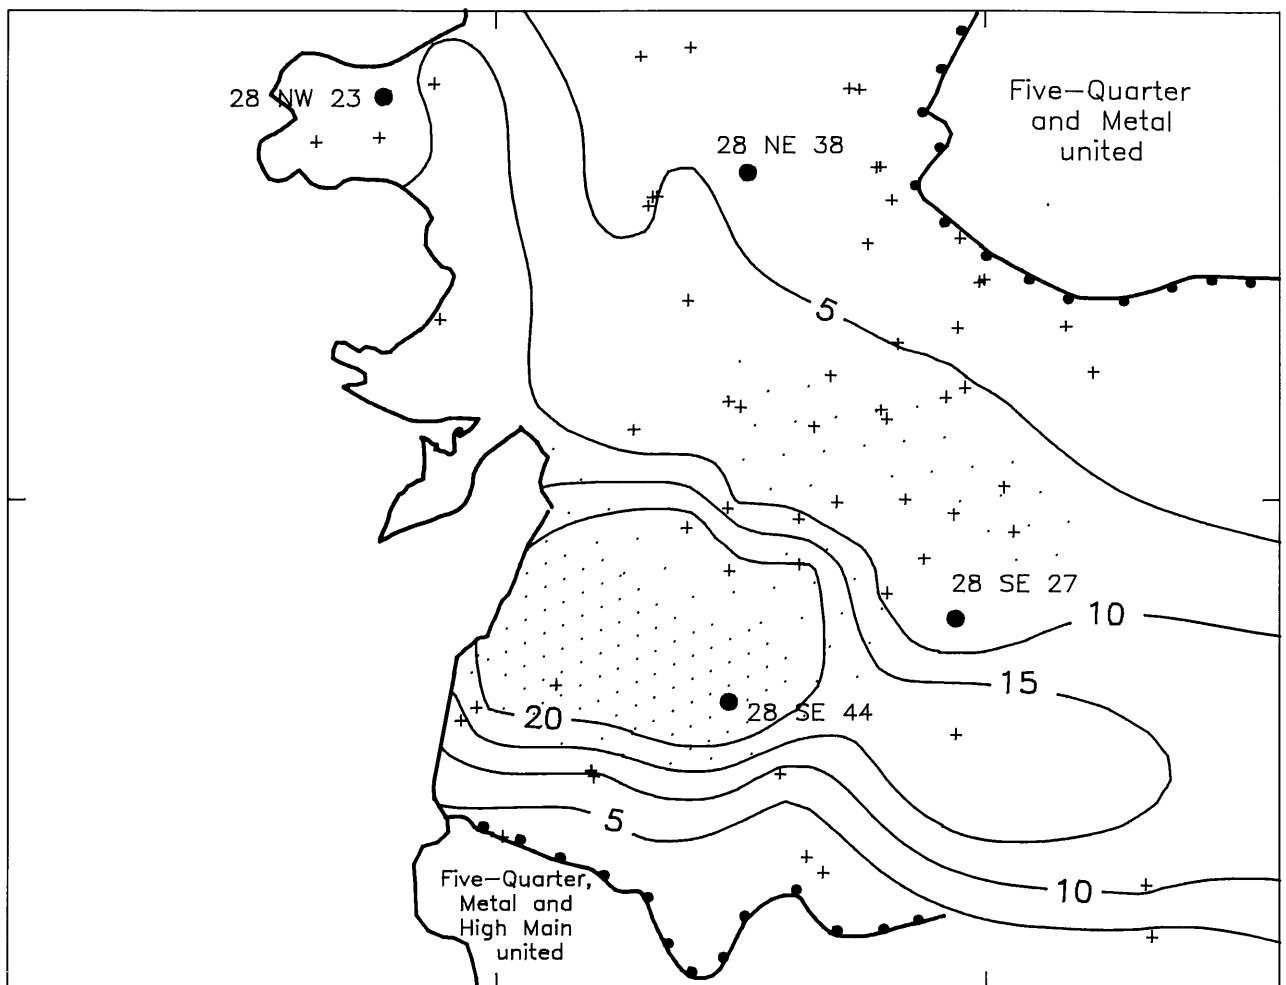 Five-Quarter
and Metal
united
28 NW 23
28 NE 38
5
28 SE 27
10
15
20
28 SE 44
5
Five-Quarter,
Metal and
High Main
united
10